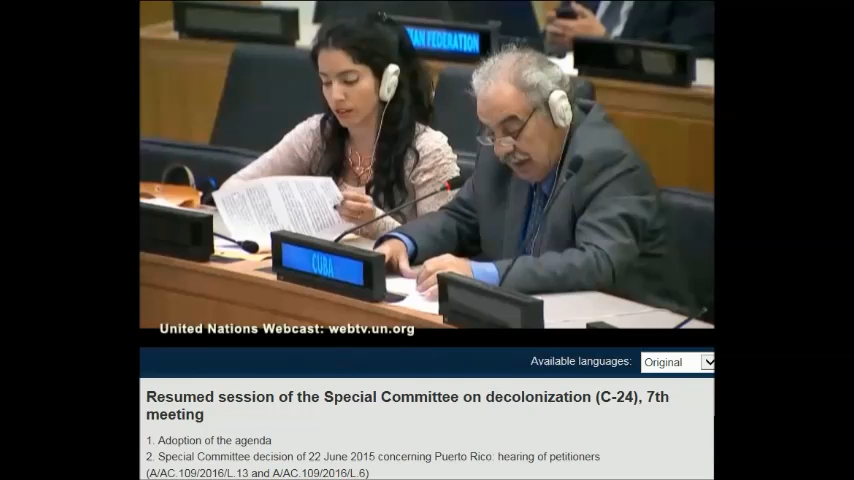 IAN FEDERATION
CUBA
United Nations Webcast: webtv.un.org
Available languages: Original
Resumed session of the Special Committee on decolonization (C-24), 7th
meeting
1. Adoption of the agenda
2. Special Committee decision of 22 June 2015 concerning Puerto Rico: hearing of petitioners
(A/AC.109/2016/L.13 and A/AC.109/2016/L.6)